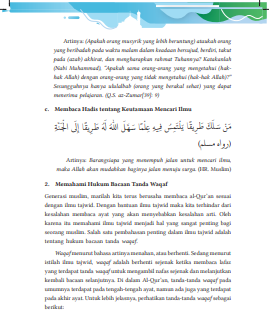 Artinya: (Apakah orang musyrik yang lebih beruntung) ataukah orang
yang beribadah pada waktu malam dalam keadaan bersujud, berdiri, takut
pada (azab) akhirat, dan mengharapkan rahmat Tuhannya? Katakanlah
(Nabi Muhammad), "Apakah sama orang-orang yang mengetahui (hak-
hak Allah) dengan orang-orang yang tidak mengetahui (hak-hak Allah)?"
Sesungguhnya hanya ululalbab (orang yang berakal sehat) yang dapat
menerima pelajaran. (Q.S. az-Zumar[39]: 9)
c. Membaca Hadis tentang Keutamaan Mencari Ilmu
مَنْ سَلَكَ طَرِيقًا يَلْتَمِسُ فِيهِ عِلْمًا سَهَّلَ اللّٰهُ لَهُ طَرِيقًا إِلَى الْجَنَّةِ
(رواه مسلم)
Artinya: Barangsiapa yang menempuh jalan untuk mencari ilmu,
maka Allah akan mudahkan baginya jalan menuju surga. (HR. Muslim)
2. Memahami Hukum Bacaan Tanda Waqaf
Generasi muslim, marilah kita terus berusaha membaca al-Qur'an sesuai
dengan ilmu tajwid. Dengan bantuan ilmu tajwid maka kita terhindar dari
kesalahan membaca ayat yang akan menyebabkan kesalahan arti. Oleh
karena itu memahami ilmu tajwid menjadi hal yang sangat penting bagi
seorang muslim. Salah satu pembahasan penting dalam ilmu tajwid adalah
tentang hukum bacaan tanda waqaf.
Waqaf menurut bahasa artinya menahan, atau berhenti. Sedang menurut
istilah ilmu tajwid, waqaf adalah berhenti sejenak ketika membaca lafaz
yang terdapat tanda waqaf untuk mengambil nafas sejenak dan melanjutkan
kembali bacaan selanjutnya. Di dalam Al-Qur'an, tanda-tanda waqaf pada
umumnya terdapat pada tengah-tengah ayat, namun ada juga yang terdapat
pada akhir ayat. Untuk lebih jelasnya, perhatikan tanda-tanda waqaf sebagai
berikut: